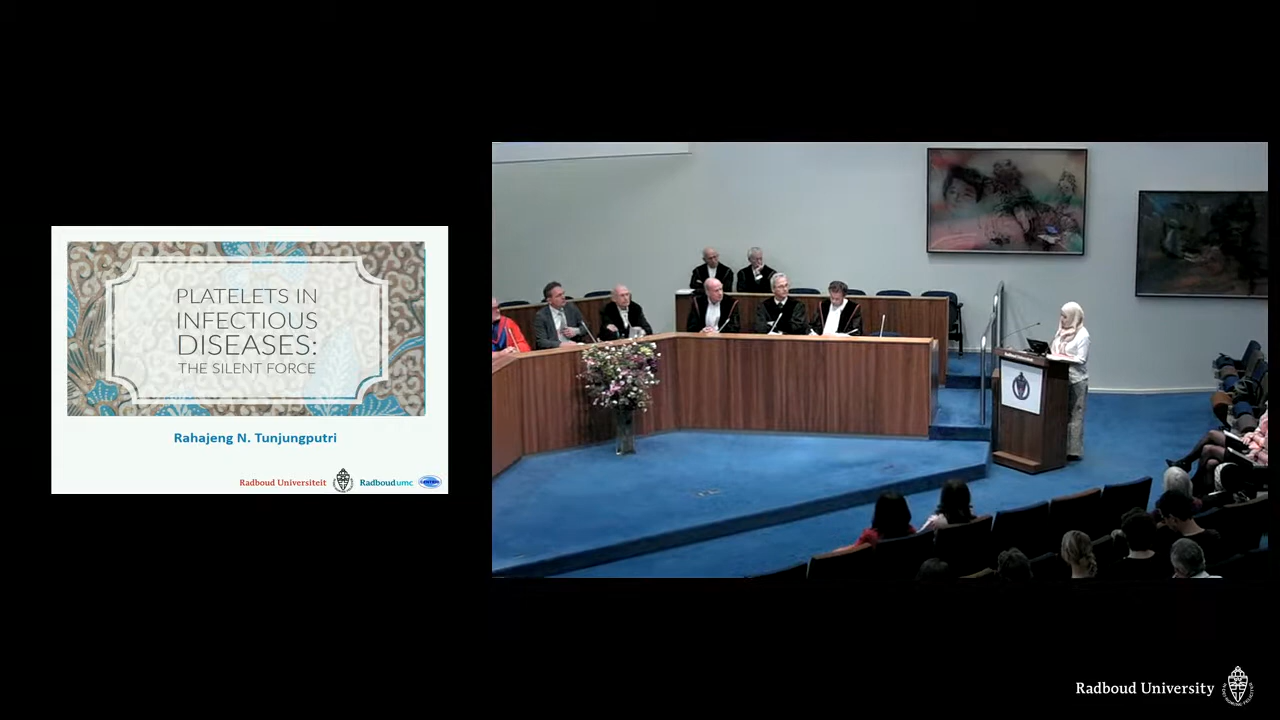 PLATELETS IN
INFECTIOUS
DISEASES:
THE SILENT FORCE
Rahajeng N. Tunjungputri
Radboud Universiteit
Radboudumc
Radboud University